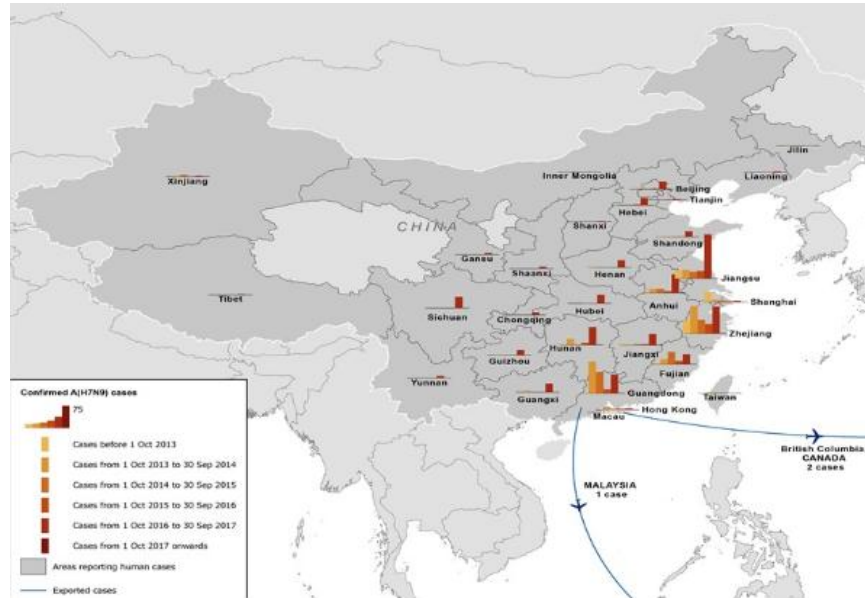 Jilin
Inner Mongolia
Liaoning
Xinjiang
Beijing
Tianjin
Hebei
CHINA
Shanxi
Shandong
Gansu
Shaanxi
Henan
Jiangsu
Tibet
Anhui
Shanghai
Sichuan
Hubei
Chongqing
Zhejiang
Hunan
Jiangxi
Guizhou
Fujian
Yunnan
Guangxi
Guangdong
Taiwan
Hong Kong
Macau
British Columbia
CANADA
2 cases
MALAYSIA
1 case
Confirmed A(H7N9) cases
75
Cases before 1 Oct 2013
Cases from 1 Oct 2013 to 30 Sep 2014
Cases from 1 Oct 2014 to 30 Sep 2015
Cases from 1 Oct 2015 to 30 Sep 2016
Cases from 1 Oct 2016 to 30 Sep 2017
Cases from 1 Oct 2017 onwards
Areas reporting human cases
Exported cases